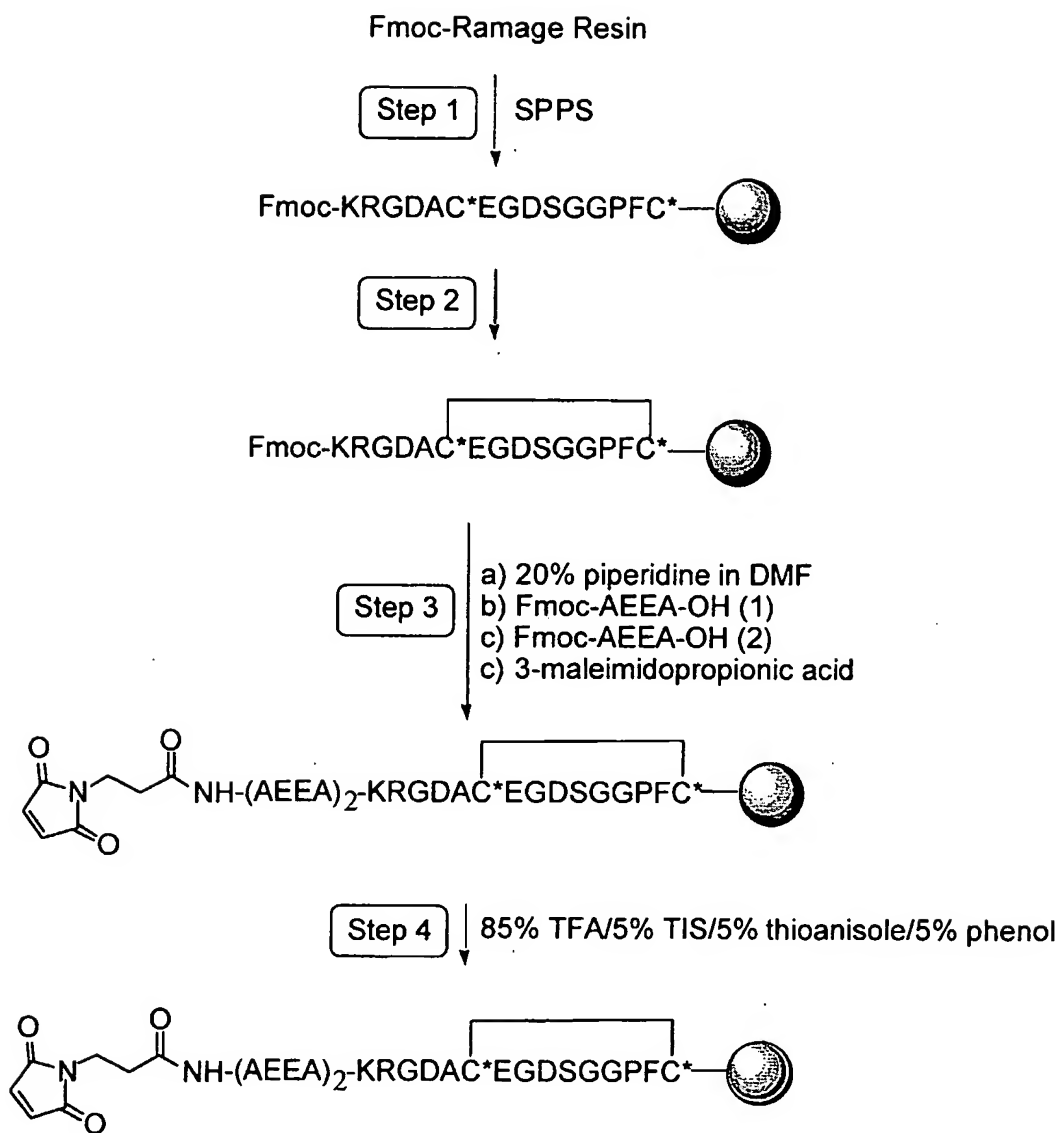 Fmoc-Ramage Resin
Step 1 SPPS
Fmoc-KRGDAC*EGDSGGPFC*
Step 2
Fmoc-KRGDAC*EGDSGGPFC*
Step 3
a) 20% piperidine in DMF
b) Fmoc-AEEA-OH (1)
c) Fmoc-AEEA-OH (2)
c) 3-maleimidopropionic acid
O
O
N
O
NH-(AEEA)2-KRGDAC*EGDSGGPFC*
Step 4 85% TFA/5% TIS/5% thioanisole/5% phenol
O
O
N
O
NH-(AEEA)2-KRGDAC*EGDSGGPFC*